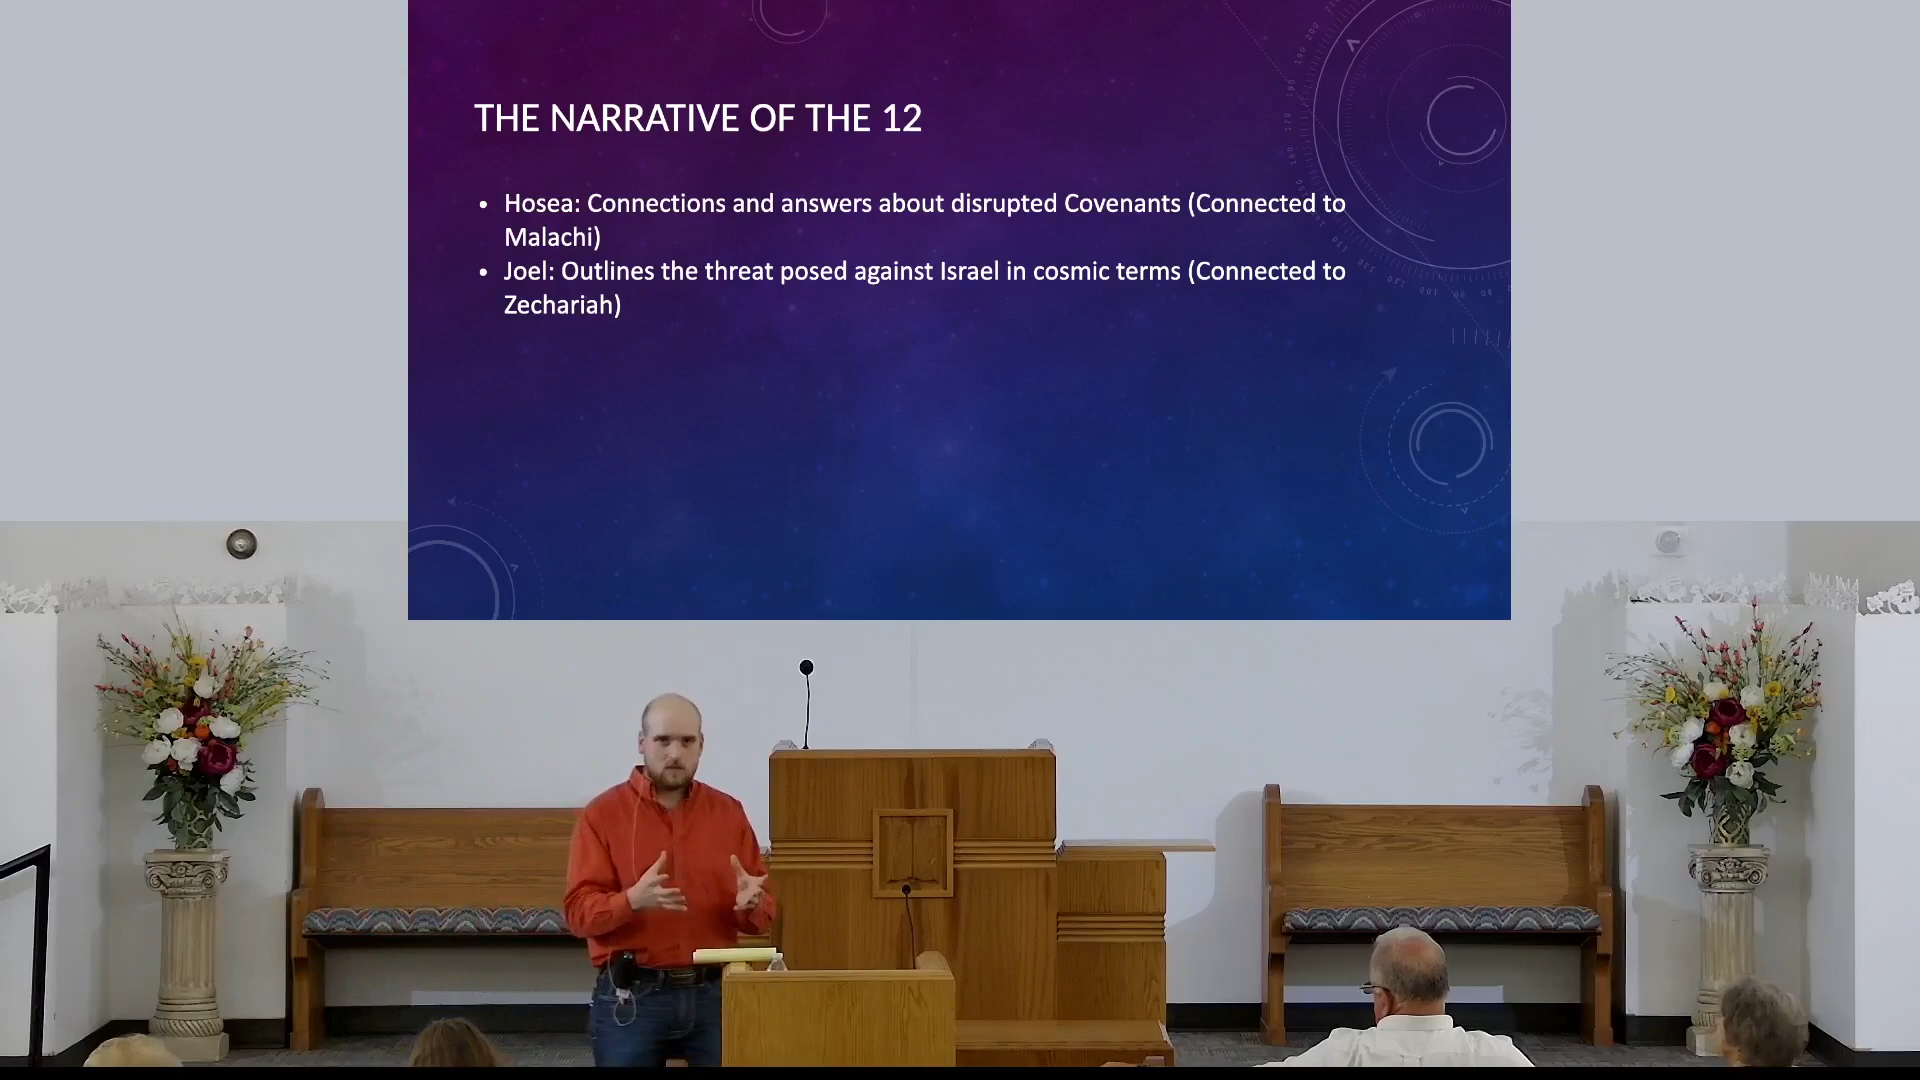 THE NARRATIVE OF THE 12
• Hosea: Connections and answers about disrupted Covenants (Connected to
Malachi)
• Joel: Outlines the threat posed against Israel in cosmic terms (Connected to
Zechariah)